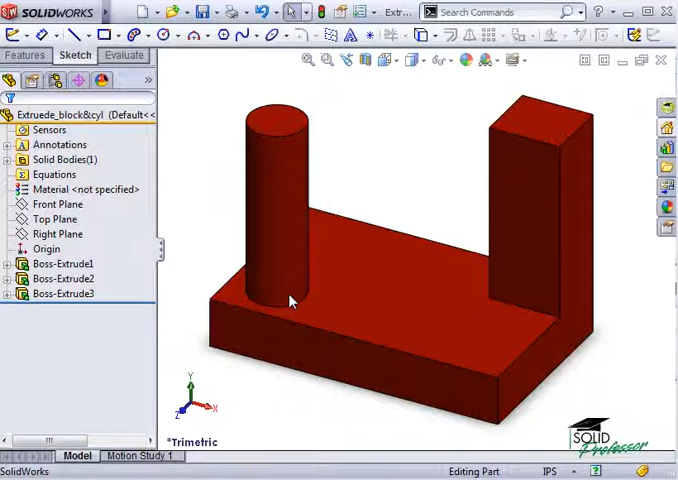 SOLIDWORKS
Extr...
Search Commands
Features
Sketch
Evaluate
Extruede_block&cyl (Default<<
Sensors
Annotations
Solid Bodies(1)
Equations
Material <not specified>
Front Plane
Top Plane
Right Plane
Origin
Boss-Extrude1
Boss-Extrude2
Boss-Extrude3
Y
X
Z
*Trimetric
SOLID
Professor
Model
Motion Study 1
SolidWorks
Editing Part
IPS